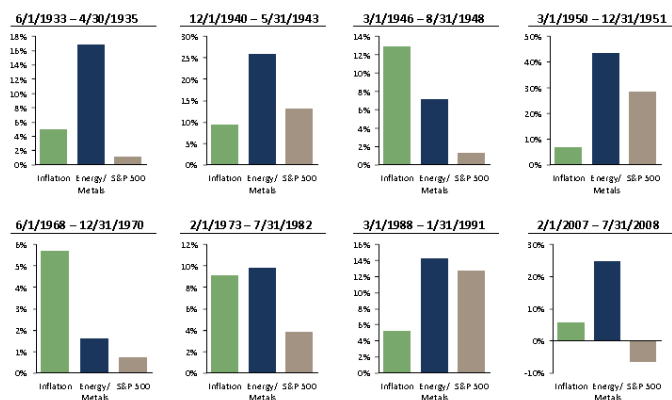 6/1/1933 – 4/30/1935
18%
16%
14%
12%
10%
8%
6%
4%
2%
0%
Inflation Energy/ S&P 500
Metals
12/1/1940 – 5/31/1943
30%
25%
20%
15%
10%
5%
0%
Inflation Energy/ S&P 500
Metals
3/1/1946 – 8/31/1948
14%
12%
10%
8%
6%
4%
2%
0%
Inflation Energy/ S&P 500
Metals
3/1/1950 – 12/31/1951
50%
40%
30%
20%
10%
0%
Inflation Energy/ S&P 500
Metals
6/1/1968 – 12/31/1970
6%
5%
4%
3%
2%
1%
0%
Inflation Energy/ S&P 500
Metals
2/1/1973 – 7/31/1982
12%
10%
8%
6%
4%
2%
0%
Inflation Energy/ S&P 500
Metals
3/1/1988 – 1/31/1991
16%
14%
12%
10%
8%
6%
4%
2%
0%
Inflation Energy/ S&P 500
Metals
2/1/2007 – 7/31/2008
30%
20%
10%
0%
-10%
Inflation Energy/ S&P 500
Metals